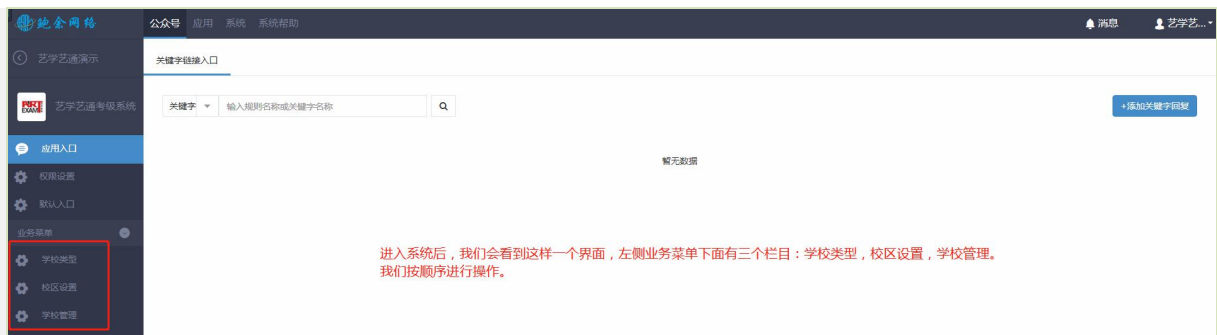 艳余网络 公众号 应用 系统 系统帮助 消息 艺学艺...
艺学艺通演示 关键字链接入口
ART EXAME 艺学艺通考级系统 关键字 输入规则名称或关键字名称 +添加关键字回复
应用入口
暂无数据
权限设置
默认入口
业务菜单
进入系统后，我们会看到这样一个界面，左侧业务菜单下面有三个栏目：学校类型，校区设置，学校管理。
我们按顺序进行操作。
学校类型
校区设置
学校管理